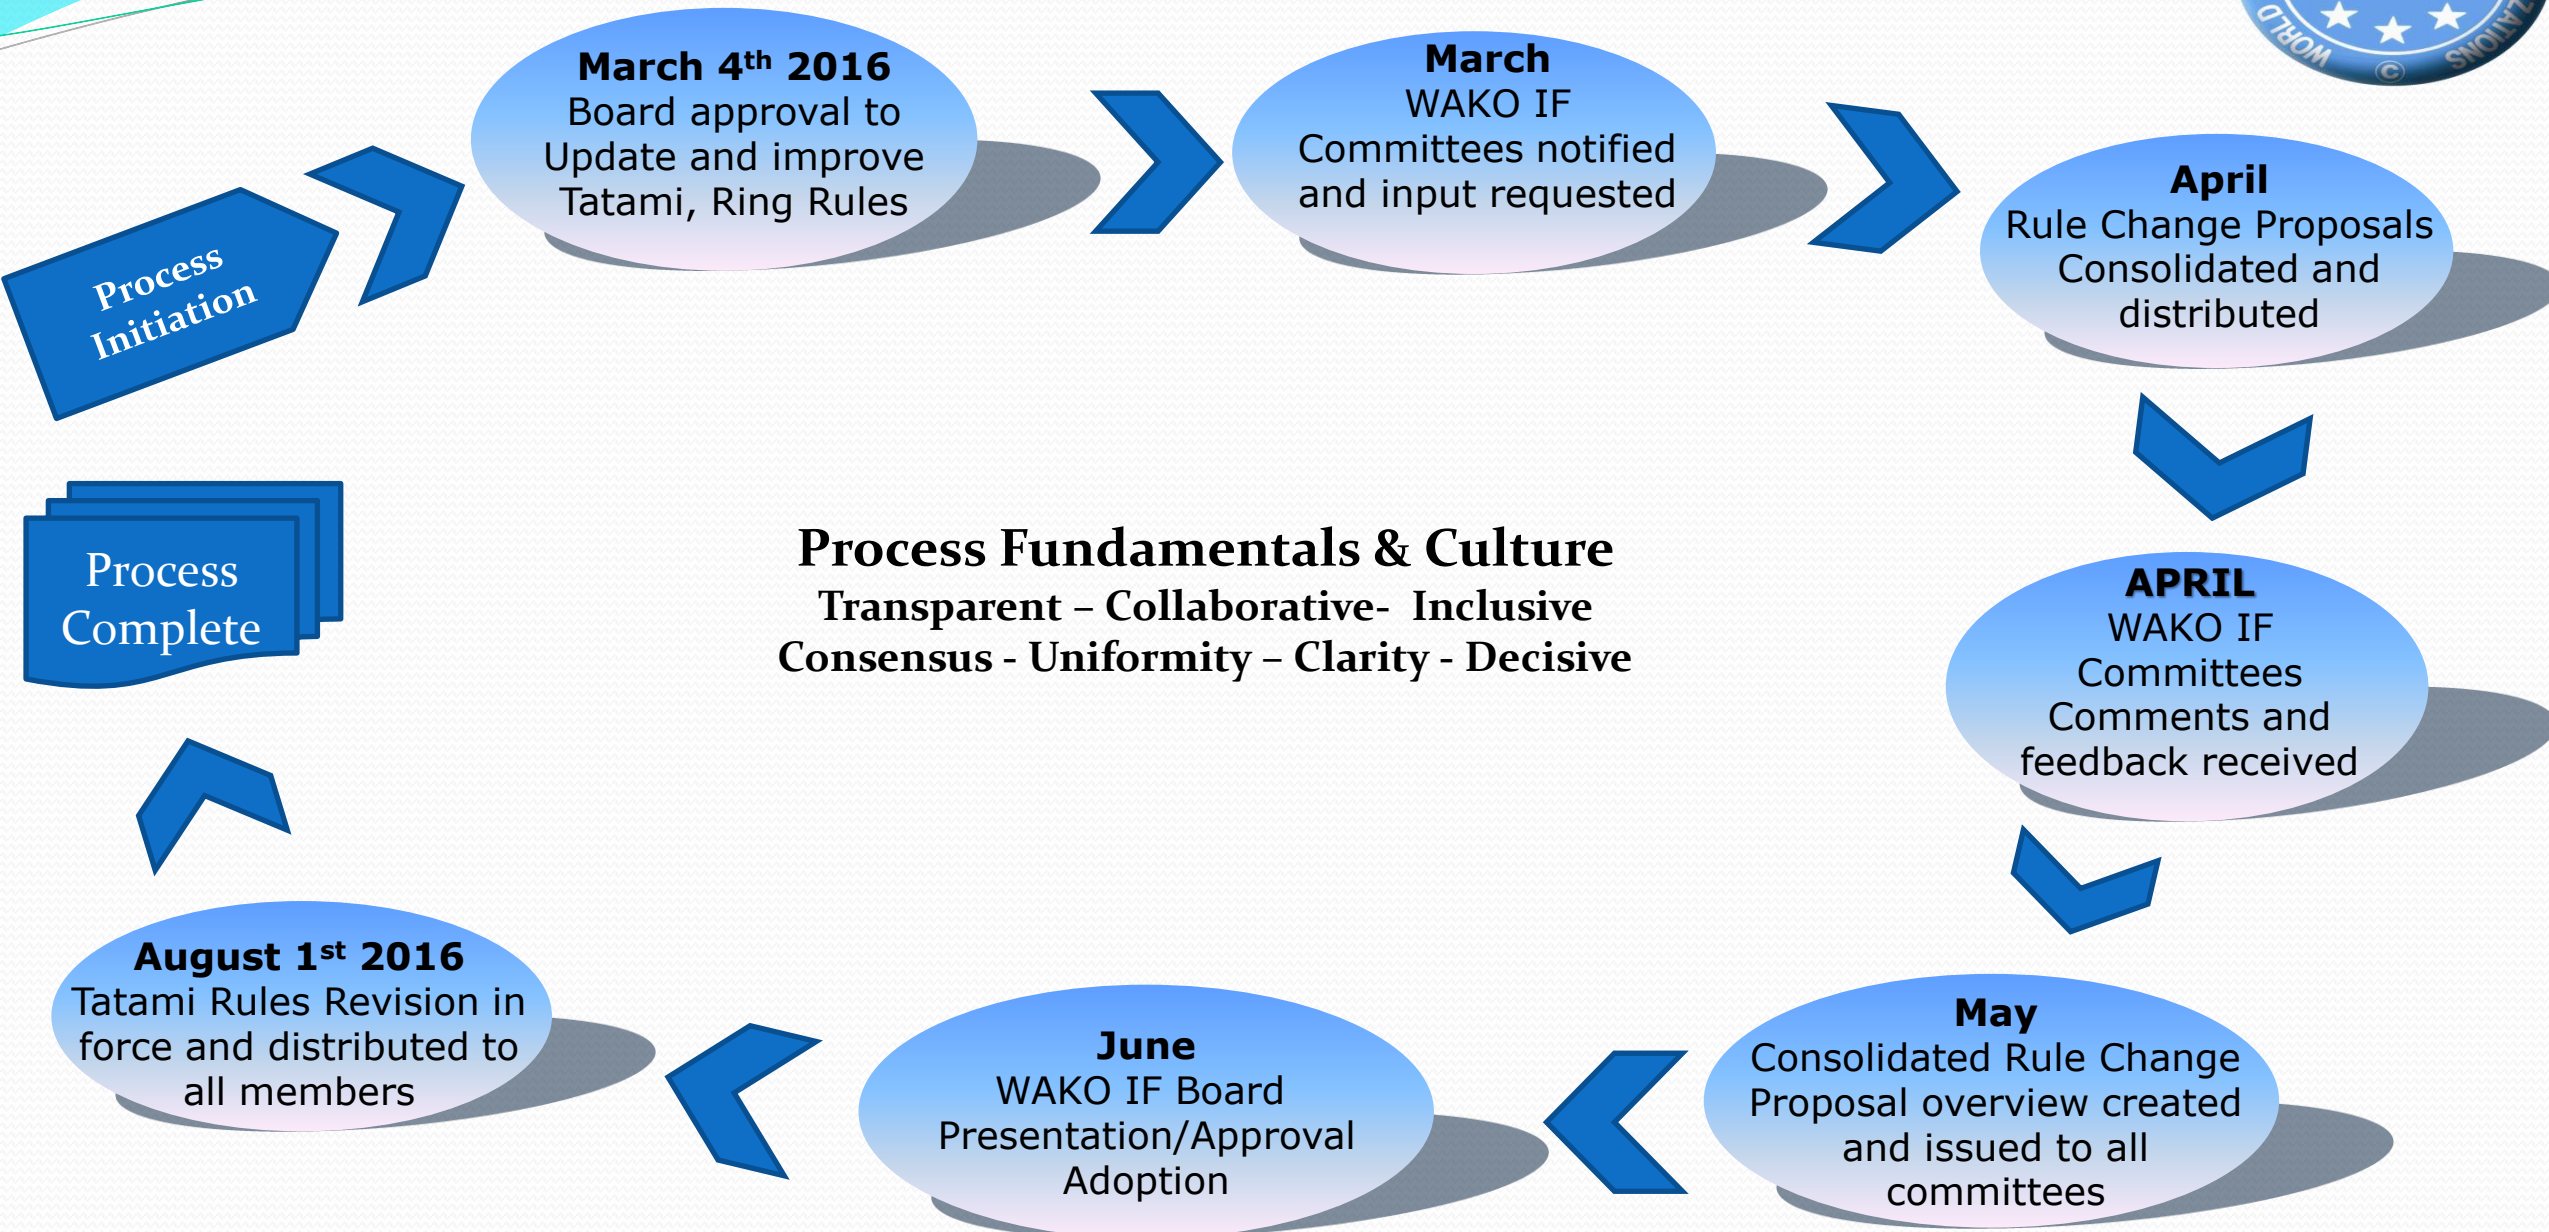 WORLD
©
ZATIONS
Process
Initiation
March 4th 2016
Board approval to
Update and improve
Tatami, Ring Rules
March
WAKO IF
Committees notified
and input requested
April
Rule Change Proposals
Consolidated and
distributed
APRIL
WAKO IF
Committees
Comments and
feedback received
May
Consolidated Rule Change
Proposal overview created
and issued to all
committees
June
WAKO IF Board
Presentation/Approval
Adoption
August 1st 2016
Tatami Rules Revision in
force and distributed to
all members
Process
Complete
Process Fundamentals & Culture
Transparent – Collaborative-  Inclusive
Consensus - Uniformity – Clarity - Decisive